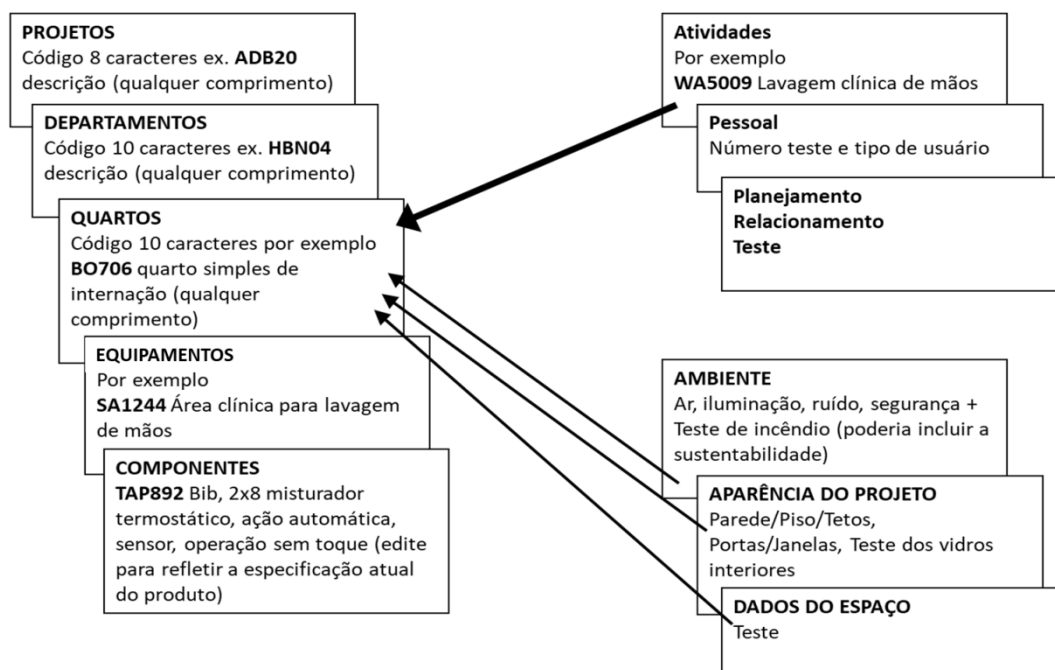 PROJETOS
Código 8 caracteres ex. ADB20
descrição (qualquer comprimento)
DEPARTAMENTOS
Código 10 caracteres ex. HBN04
descrição (qualquer comprimento)
QUARTOS
Código 10 caracteres por exemplo
BO706 quarto simples de
internação (qualquer
comprimento)
EQUIPAMENTOS
Por exemplo
SA1244 Área clínica para lavagem
de mãos
COMPONENTES
TAP892 Bib, 2x8 misturador
termostático, ação automática,
sensor, operação sem toque (edite
para refletir a especificação atual
do produto)
Atividades
Por exemplo
WA5009 Lavagem clínica de mãos
Pessoal
Número teste e tipo de usuário
Planejamento
Relacionamento
Teste
AMBIENTE
Ar, iluminação, ruído, segurança +
Teste de incêndio (poderia incluir a
sustentabilidade)
APARÊNCIA DO PROJETO
Parede/Piso/Tetos,
Portas/Janelas, Teste dos vidros
interiores
DADOS DO ESPAÇO
Teste